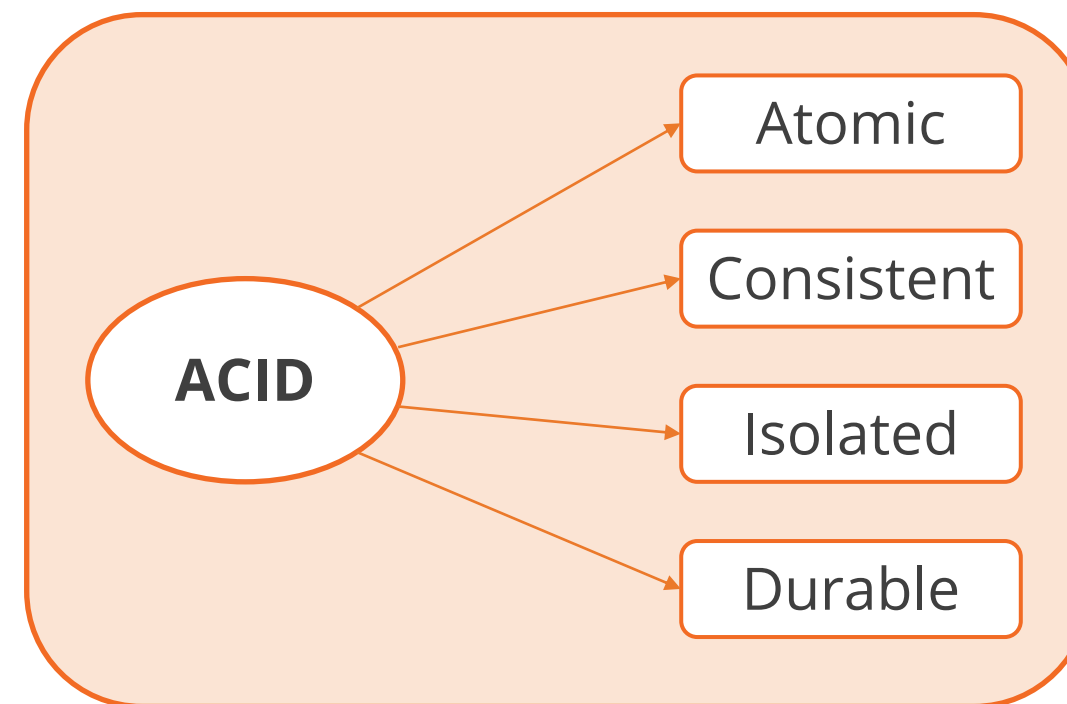 ACID
Atomic
Consistent
Isolated
Durable